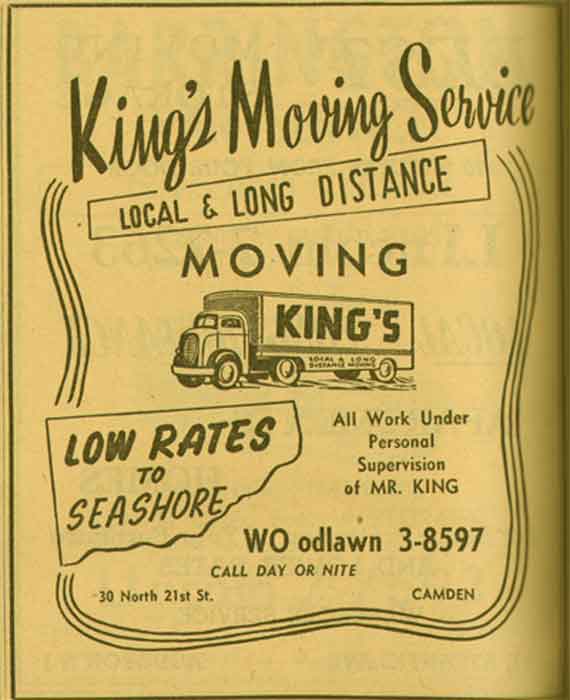 King's Moving Service
LOCAL & LONG DISTANCE
MOVING
KING'S
LOCAL & LONG
DISTANCE MOVING
LOW RATES
TO
SEASHORE
All Work Under
Personal
Supervision
of MR. KING
WO odlawn 3-8597
CALL DAY OR NITE
30 North 21st St.
CAMDEN